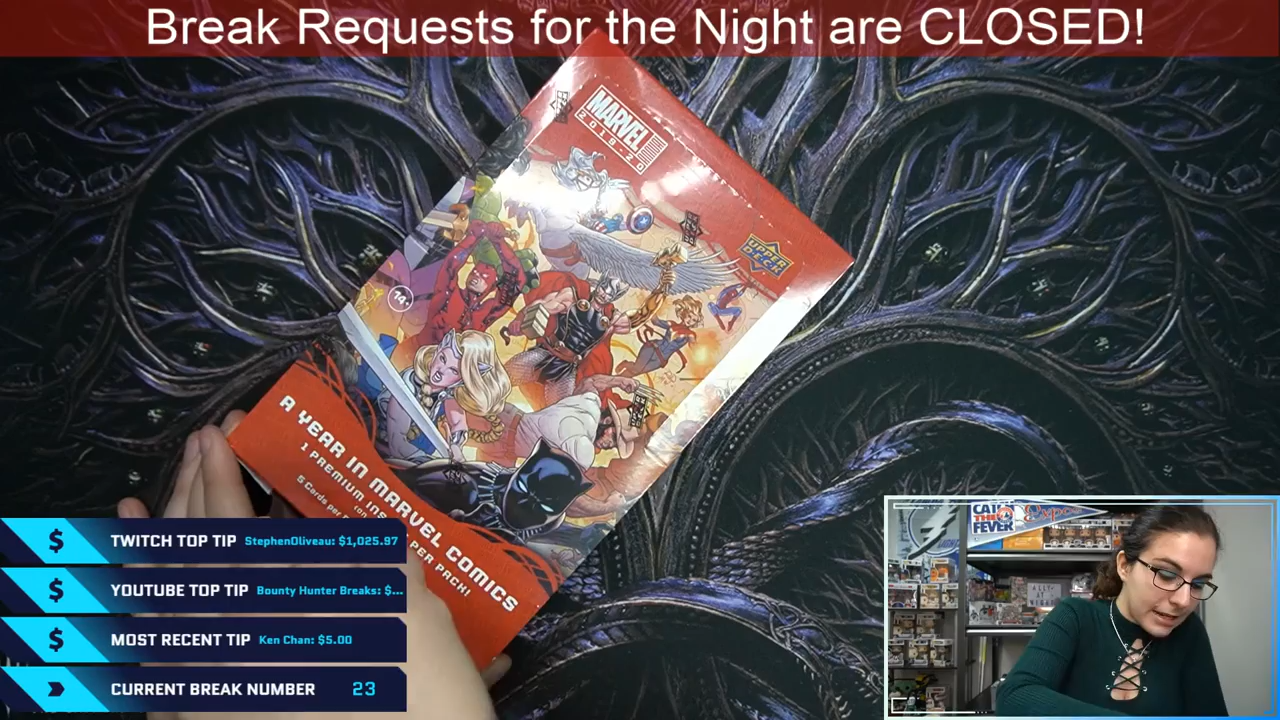 Break Requests for the Night are CLOSED!
MARVEL
2019-20
UPPER
DECK
14+
A YEAR IN MARVEL COMICS
1 PREMIUM INS
PER PACK!
5 Cards per
TWITCH TOP TIP StephenOliveau: $1,025.97
YOUTUBE TOP TIP Bounty Hunter Breaks: $...
MOST RECENT TIP Ken Chan: $5.00
CURRENT BREAK NUMBER 23
THE
FEVER